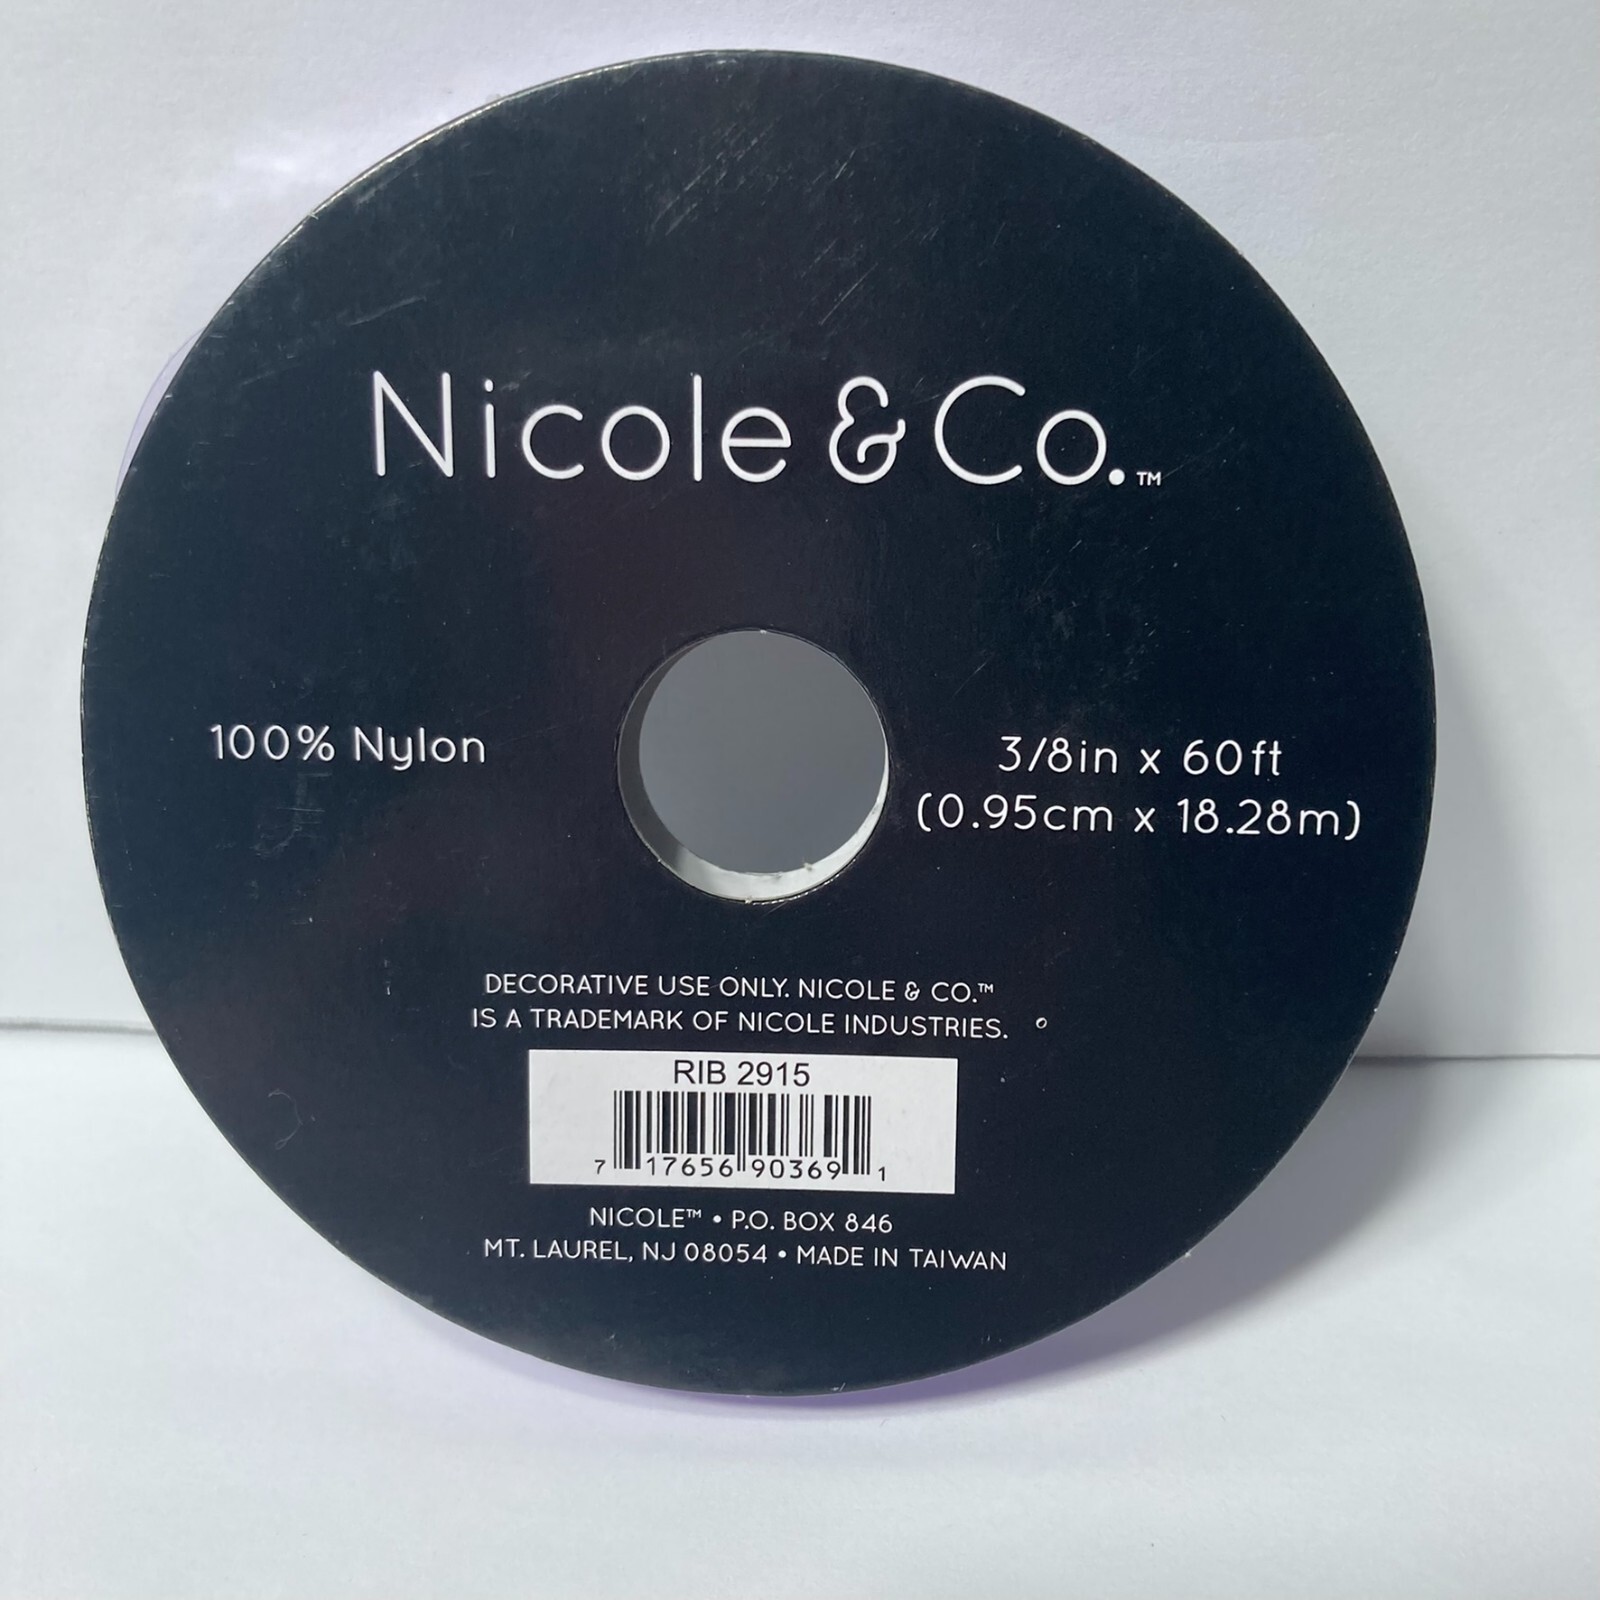 Nicole & Co.™
100% Nylon
3/8in x 60ft
(0.95cm x 18.28m)
DECORATIVE USE ONLY. NICOLE & CO.™
IS A TRADEMARK OF NICOLE INDUSTRIES.
RIB 2915
7 17656 90369 1
NICOLE™ • P.O. BOX 846
MT. LAUREL, NJ 08054 • MADE IN TAIWAN